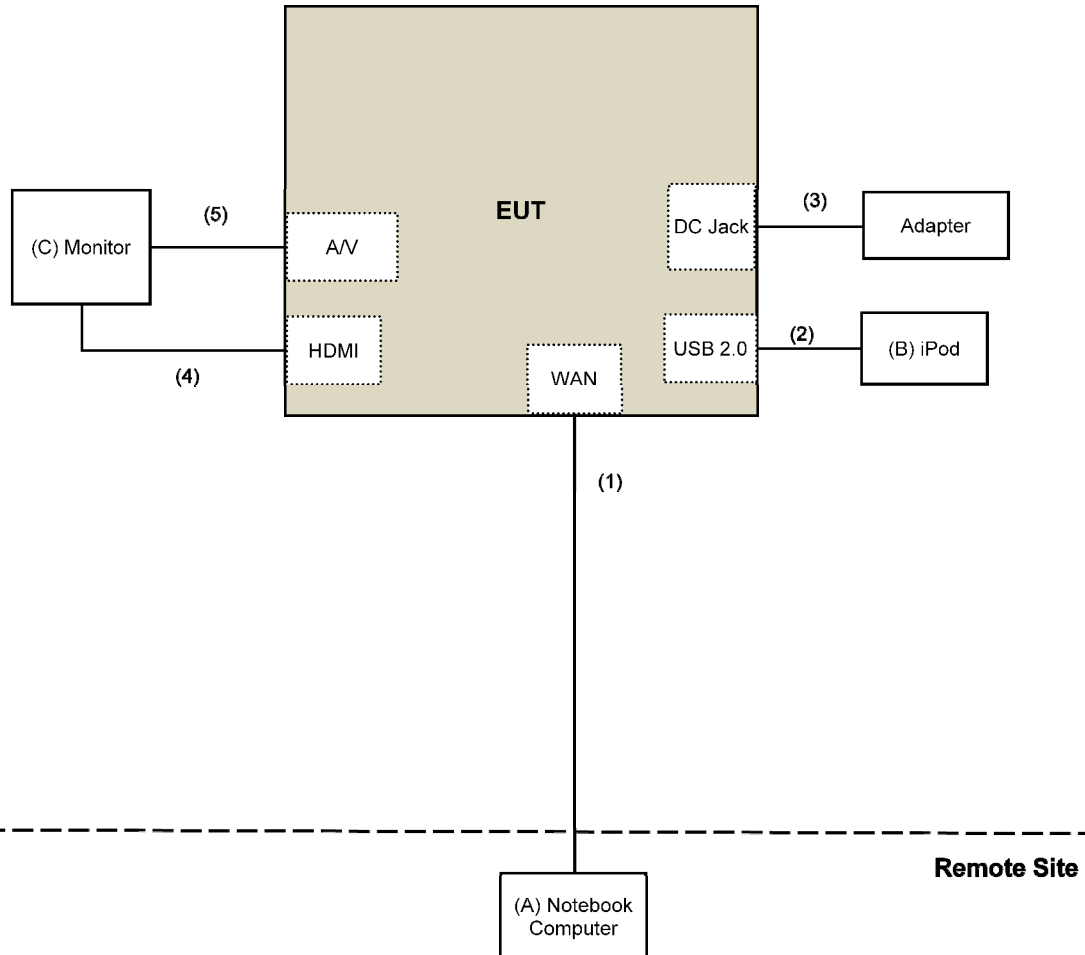 EUT
(5)
DC Jack
(3)
Adapter
(C) Monitor
A/V
HDMI
(4)
USB 2.0
(2)
(B) iPod
WAN
(1)
Remote Site
(A) Notebook
Computer